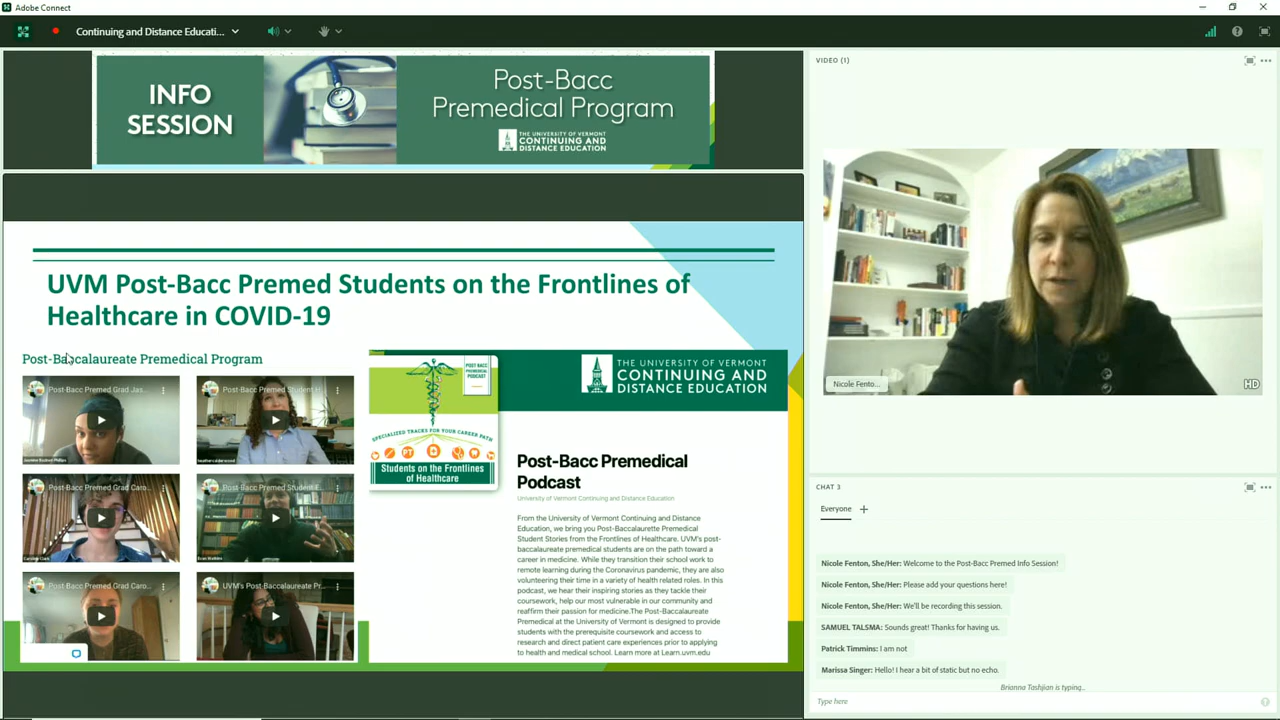 Adobe Connect
Continuing and Distance Educati...
INFO
SESSION
Post-Bacc
Premedical Program
THE UNIVERSITY OF VERMONT
CONTINUING AND
DISTANCE EDUCATION
UVM Post-Bacc Premed Students on the Frontlines of
Healthcare in COVID-19
Post-Baccalaureate Premedical Program
Post-Bacc Premed Grad Jas...
Post-Bacc Premed Student H...
Post-Bacc Premed Grad Caro...
Post-Bacc Premed Student E...
Post-Bacc Premed Grad Caro...
UVM's Post-Baccalaureate Pr...
POST-BACC
PREMEDICAL
PODCAST
SPECIALIZED TRACKS FOR YOUR CAREER PATH
PT
Students on the Frontlines
of Healthcare
THE UNIVERSITY OF VERMONT
CONTINUING AND
DISTANCE EDUCATION
Post-Bacc Premedical
Podcast
University of Vermont Continuing and Distance Education
From the University of Vermont Continuing and Distance
Education, we bring you Post-Baccalaurette Premedical
Student Stories from the Frontlines of Healthcare. UVM's post-
baccalaureate premedical students are on the path toward a
career in medicine. While they transition their school work to
remote learning during the Coronavirus pandemic, they are also
volunteering their time in a variety of health related roles. In this
podcast, we hear their inspiring stories as they tackle their
coursework, help our most vulnerable in our community and
reaffirm their passion for medicine.The Post-Baccalaureate
Premedical at the University of Vermont is designed to provide
students with the prerequisite coursework and access to
research and direct patient care experiences prior to applying
to health and medical school. Learn more at Learn.uvm.edu
VIDEO (1)
Nicole Fento...
HD
CHAT 3
Everyone
Nicole Fenton, She/Her: Welcome to the Post-Bacc Premed Info Session!
Nicole Fenton, She/Her: Please add your questions here!
Nicole Fenton, She/Her: We'll be recording this session.
SAMUEL TALSMA: Sounds great! Thanks for having us.
Patrick Timmins: I am not
Marissa Singer: Hello! I hear a bit of static but no echo.
Brianna Tashjian is typing...
Type here